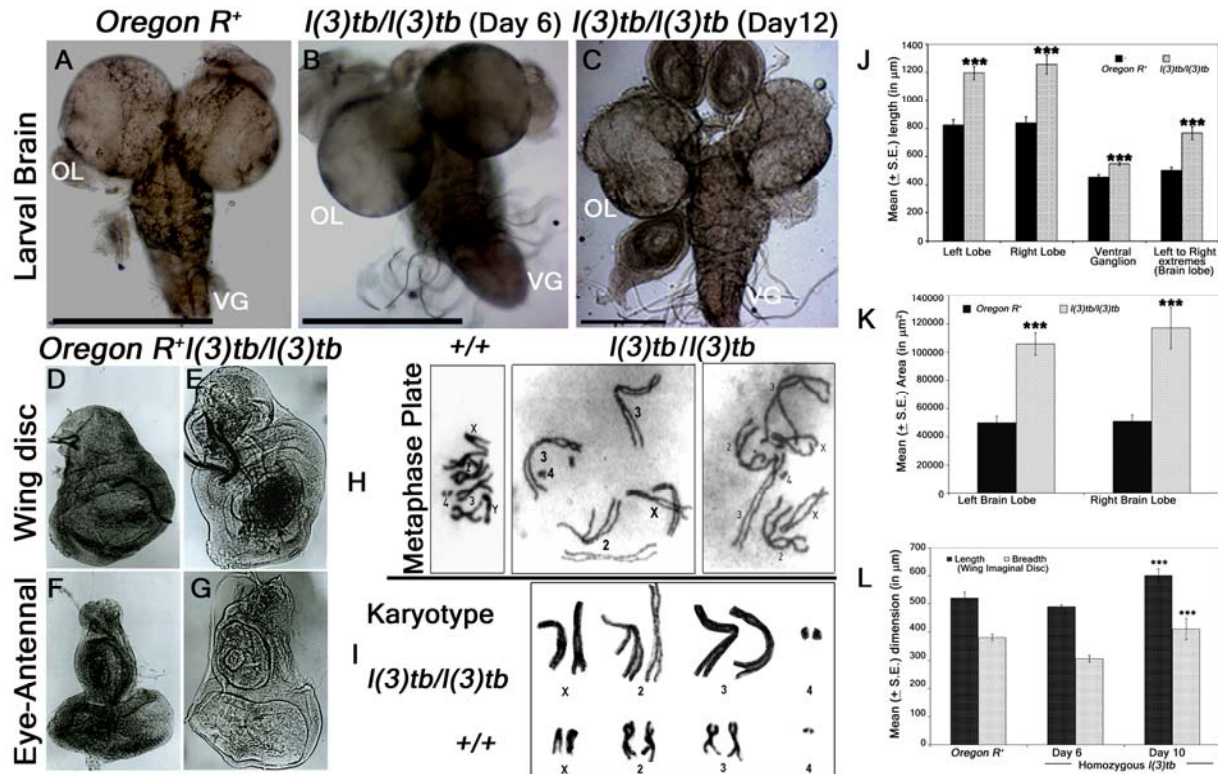 Oregon R+ l(3)tb/l(3)tb (Day 6) l(3)tb/l(3)tb (Day12)
Larval Brain
A
OL
VG
B
OL
VG
C
OL
VG
Oregon R+ l(3)tb/l(3)tb
Wing disc
D
E
Eye-Antennal
F
G
+/+ l(3)tb/l(3)tb
H
Metaphase Plate
X
4
3
Y
3
3
4
X
2
3
2
X
4
3
X
2
I
Karyotype
l(3)tb/l(3)tb
X 2 3 4
+/+
X 2 3 4
J
Mean (± S.E.) length (in µm)
1400
1200
1000
800
600
400
200
0
Oregon R+ l(3)tb/l(3)tb
*** *** *** ***
Left Lobe Right Lobe Ventral Left to Right
Ganglion extremes
(Brain lobe)
K
Mean (± S.E.) Area (in µm²)
140000
120000
100000
80000
60000
40000
20000
0
Oregon R+ l(3)tb/l(3)tb
*** ***
Left Brain Lobe Right Brain Lobe
L
Mean (± S.E.) dimension (in µm)
700
600
500
400
300
200
100
0
Length Breadth
(Wing Imaginal Disc)
***
***
Oregon R+ Day 6 Day 10
Homozygous l(3)tb